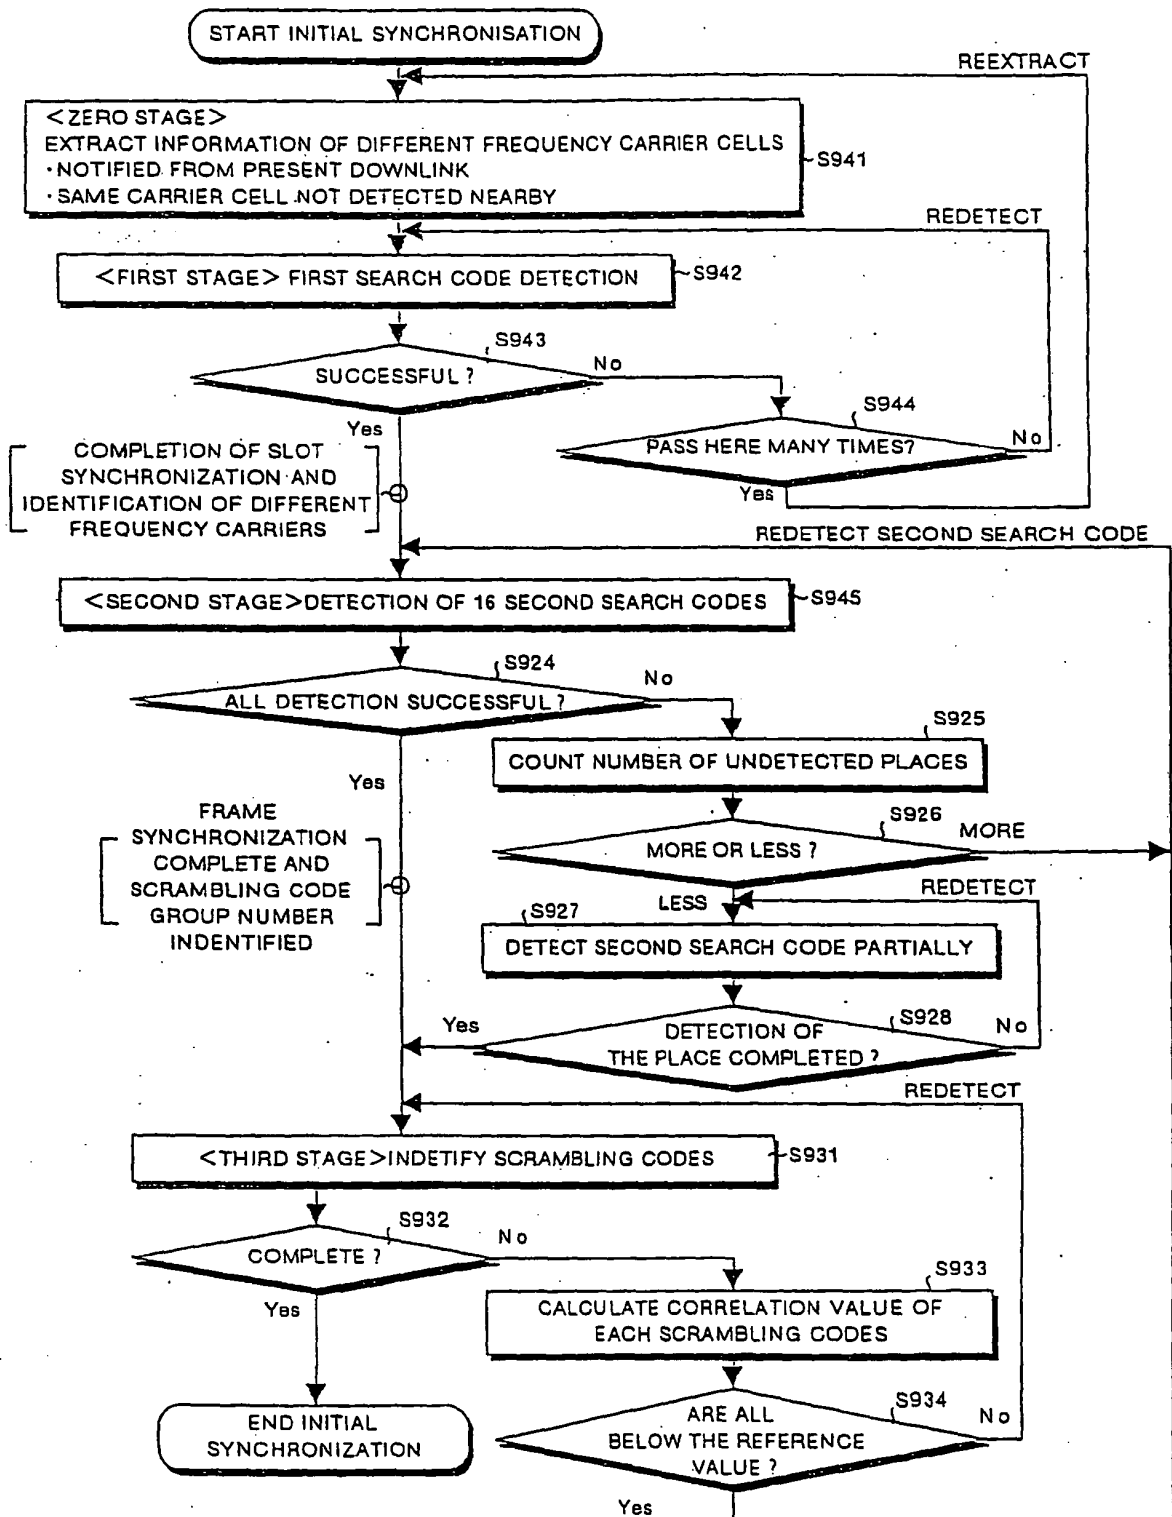 START INITIAL SYNCHRONISATION
REEXTRACT
<ZERO STAGE>
EXTRACT INFORMATION OF DIFFERENT FREQUENCY CARRIER CELLS
・NOTIFIED FROM PRESENT DOWNLINK
・SAME CARRIER CELL NOT DETECTED NEARBY
S941
REDETECT
<FIRST STAGE> FIRST SEARCH CODE DETECTION
S942
S943
SUCCESSFUL ?
No
Yes
S944
PASS HERE MANY TIMES?
No
Yes
COMPLETION OF SLOT
SYNCHRONIZATION AND
IDENTIFICATION OF DIFFERENT
FREQUENCY CARRIERS
REDETECT SECOND SEARCH CODE
<SECOND STAGE>DETECTION OF 16 SECOND SEARCH CODES
S945
S924
ALL DETECTION SUCCESSFUL ?
No
Yes
S925
COUNT NUMBER OF UNDETECTED PLACES
FRAME
SYNCHRONIZATION
COMPLETE AND
SCRAMBLING CODE
GROUP NUMBER
INDENTIFIED
S926
MORE OR LESS ?
MORE
LESS
REDETECT
S927
DETECT SECOND SEARCH CODE PARTIALLY
S928
DETECTION OF
THE PLACE COMPLETED ?
Yes
No
REDETECT
<THIRD STAGE>INDETIFY SCRAMBLING CODES
S931
S932
COMPLETE ?
No
Yes
S933
CALCULATE CORRELATION VALUE OF
EACH SCRAMBLING CODES
END INITIAL
SYNCHRONIZATION
S934
ARE ALL
BELOW THE REFERENCE
VALUE ?
No
Yes